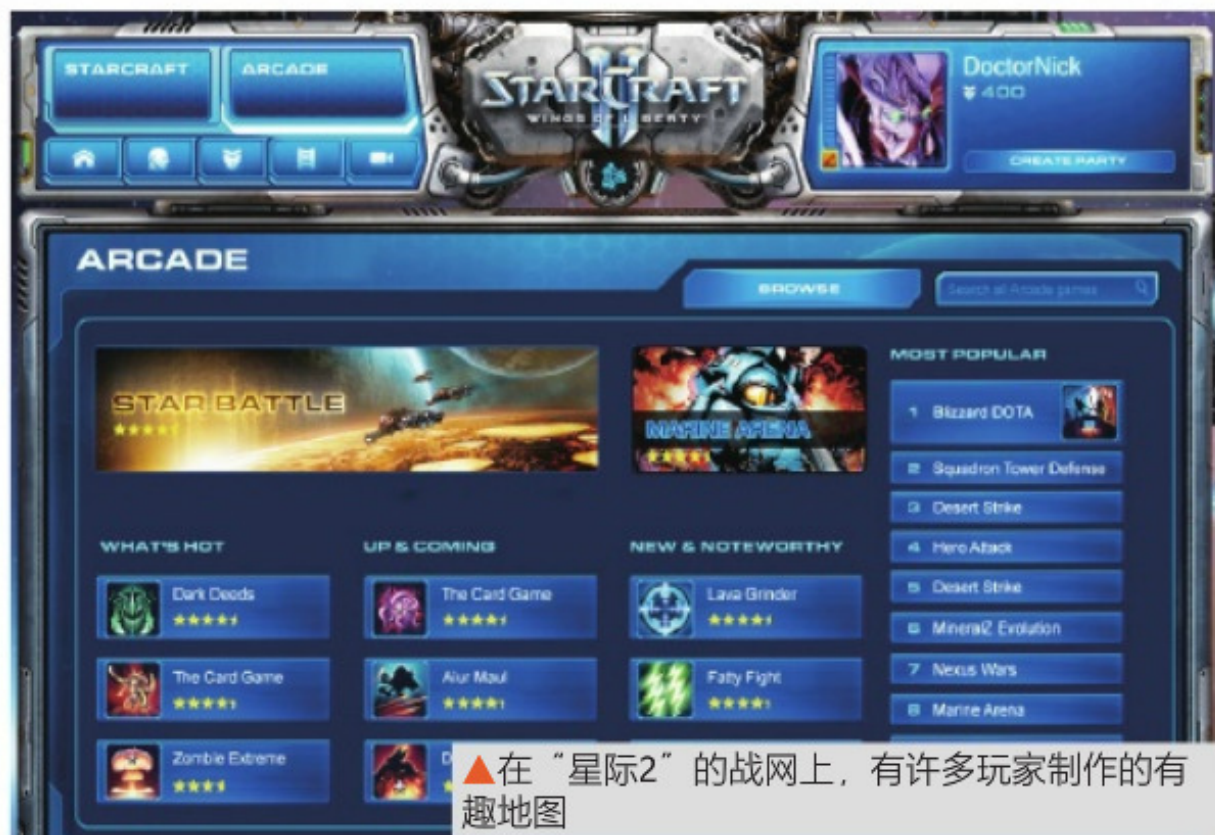 STARCRAFT
ARCADE
STARCRAFT
II
WINGS OF LIBERTY
DoctorNick
400
CREATE PARTY
ARCADE
BROWSE
Search all Arcade games
STAR BATTLE
MARINE ARENA
MOST POPULAR
1 Blizzard DOTA
2 Squadron Tower Defense
3 Desert Strike
4 Hero Attack
5 Desert Strike
6 MineralZ Evolution
7 Nexus Wars
8 Marine Arena
WHAT'S HOT
Dark Deeds
The Card Game
Zombie Extreme
UP & COMING
The Card Game
Aiur Maul
D
NEW & NOTEWORTHY
Lava Grinder
Fatty Fight
▲在“星际2”的战网上，有许多玩家制作的有
趣地图